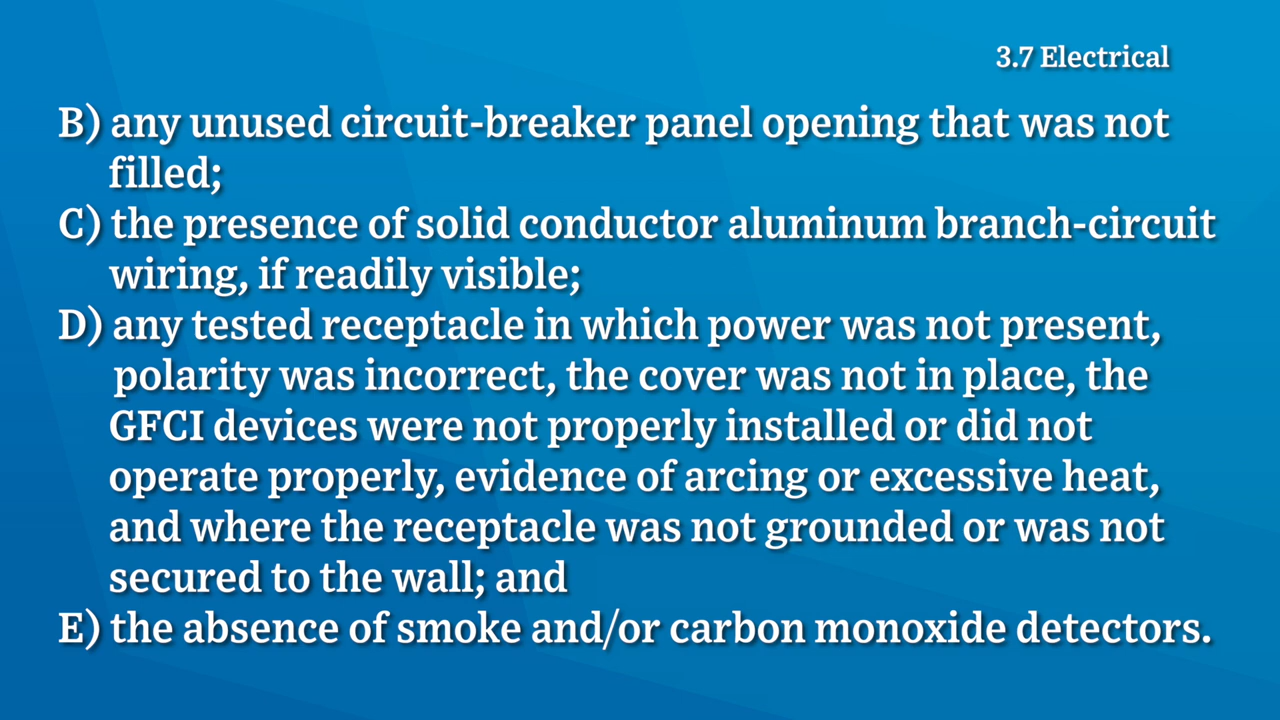 3.7 Electrical
B) any unused circuit-breaker panel opening that was not
filled;
C) the presence of solid conductor aluminum branch-circuit
wiring, if readily visible;
D) any tested receptacle in which power was not present,
polarity was incorrect, the cover was not in place, the
GFCI devices were not properly installed or did not
operate properly, evidence of arcing or excessive heat,
and where the receptacle was not grounded or was not
secured to the wall; and
E) the absence of smoke and/or carbon monoxide detectors.